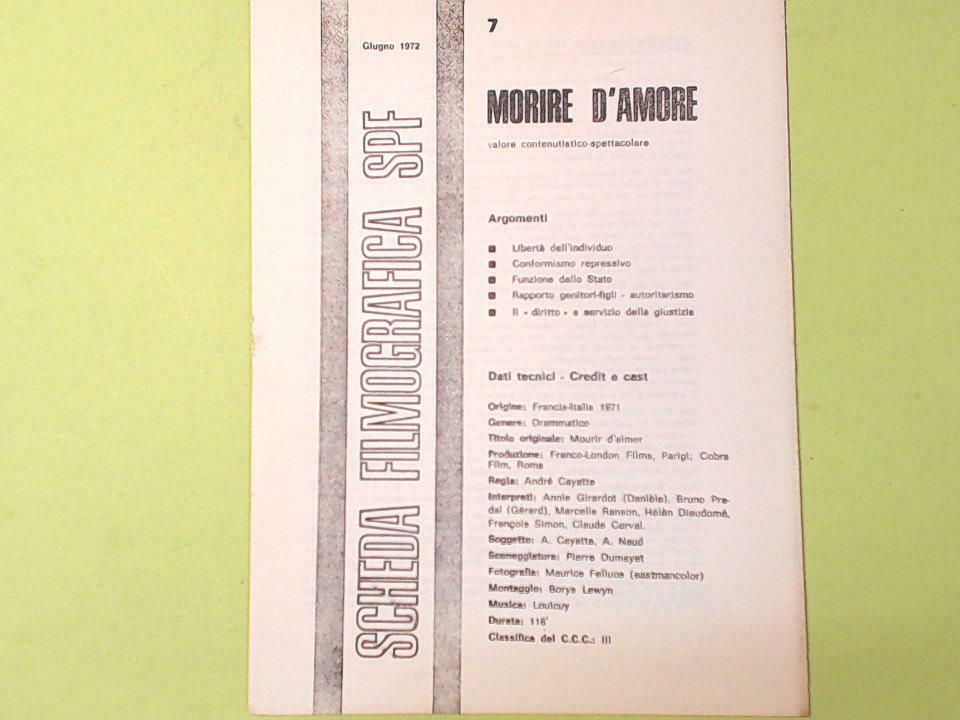 Giugno 1972
SCHEDA FILMOGRAFICA SPF
7
MORIRE D'AMORE
valore contenutistico-spettacolare
Argomenti
■ Libertà dell'individuo
■ Conformismo repressivo
■ Funzione dello Stato
■ Rapporto genitori-figli - autoritarismo
■ Il « diritto » a servizio della giustizia
Dati tecnici - Credit e cast
Origine: Francia-Italia 1971
Genere: Drammatico
Titolo originale: Mourir d'aimer
Produzione: Franco-London Films, Parigi; Cobra
Film, Roma
Regia: André Cayatte
Interpreti: Annie Girardot (Danièle), Bruno Pra-
dal (Gérard), Marcelle Ranson, Hélèn Dieudomé,
François Simon, Claude Cerval.
Soggetto: A. Cayatte, A. Naud
Sceneggiatura: Pierre Dumayet
Fotografia: Maurice Fellous (eastmancolor)
Montaggio: Borys Lewyn
Musica: Louiguy
Durata: 116'
Classifica del C.C.C.: III